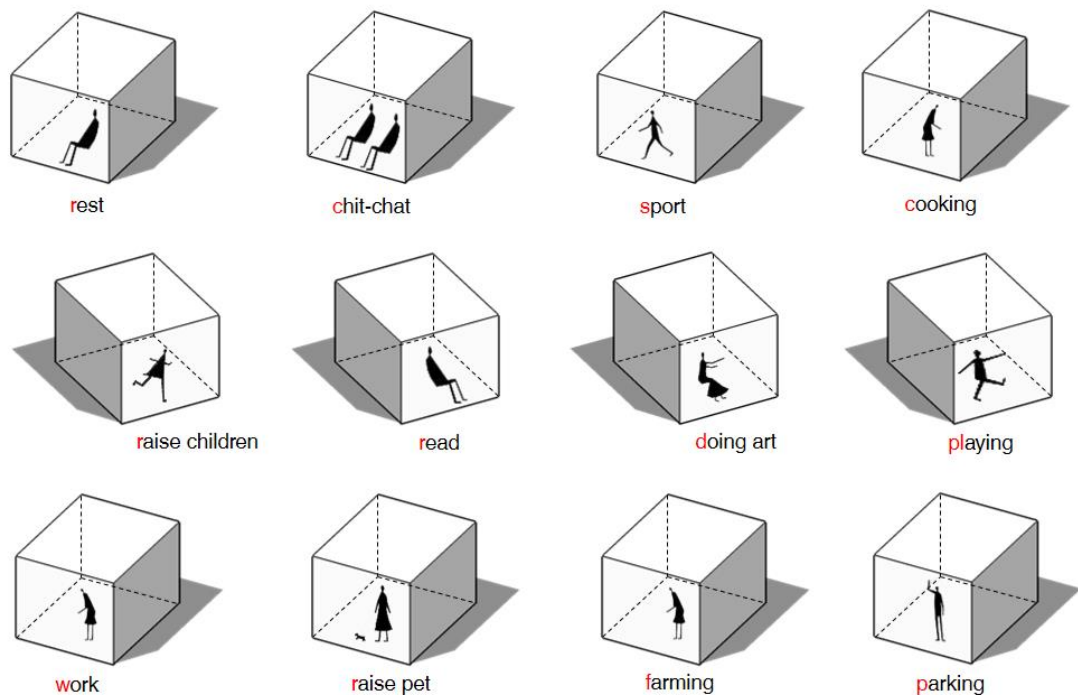 rest
chit-chat
sport
cooking
raise children
read
doing art
playing
work
raise pet
farming
parking